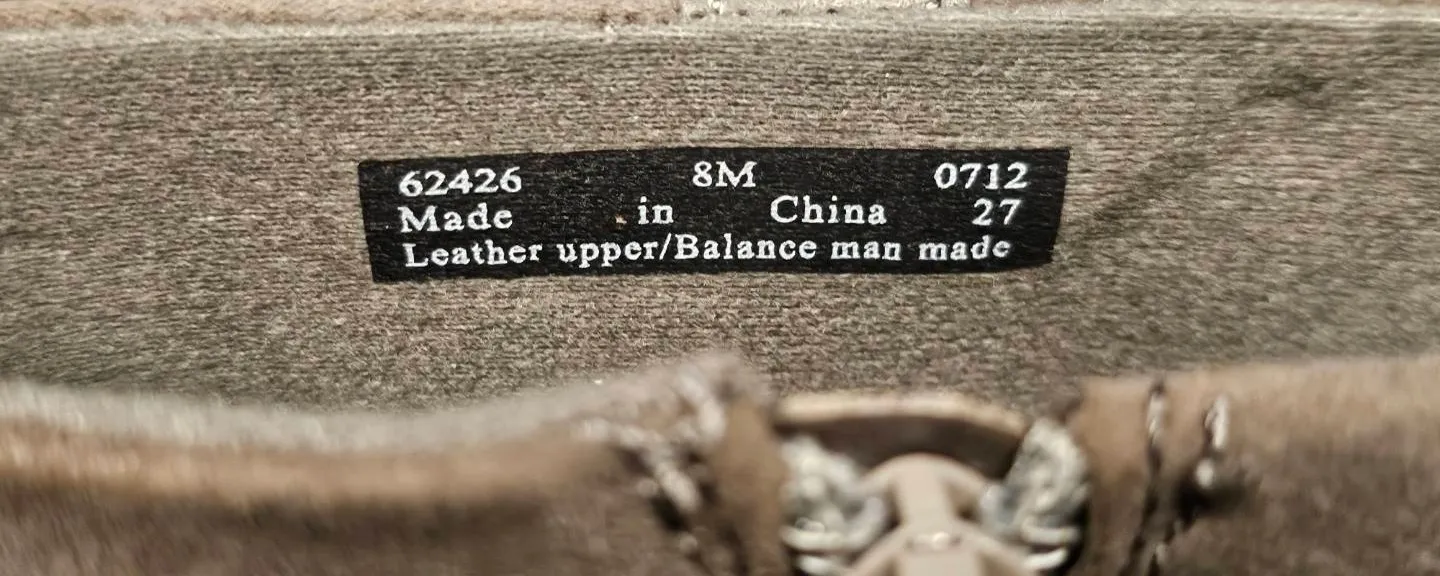 62426 8M 0712
Made in China 27
Leather upper/Balance man made